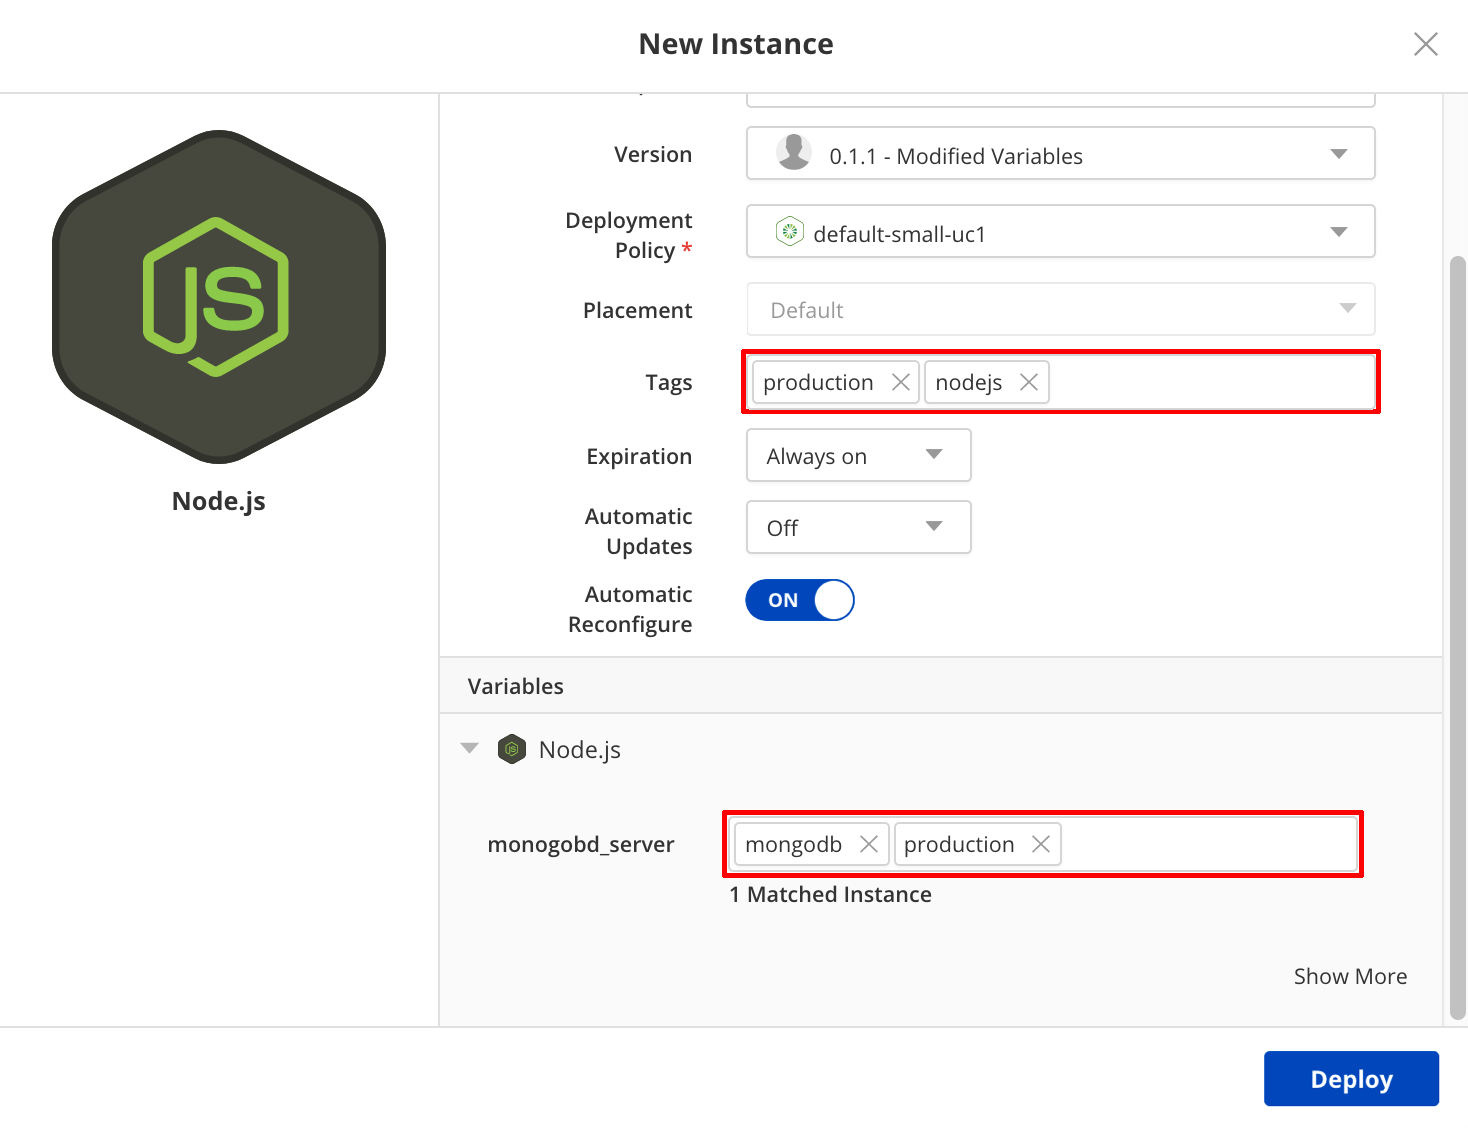 New Instance
Version
0.1.1 - Modified Variables
Deployment
Policy *
default-small-uc1
Placement
Default
Tags
production
nodejs
Expiration
Always on
Automatic
Updates
Off
Automatic
Reconfigure
ON
JS
Node.js
Variables
JS
Node.js
monogobd_server
mongodb
production
1 Matched Instance
Show More
Deploy